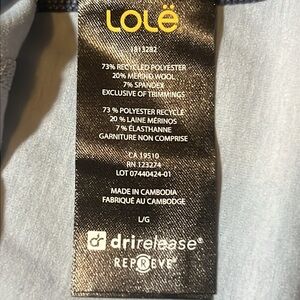 LOLË
1813282
73% RECYCLED POLYESTER
20% MERINO WOOL
7% SPANDEX
EXCLUSIVE OF TRIMMINGS
73 % POLYESTER RECYCLÉ
20 % LAINE MÉRINOS
7 % ÉLASTHANNE
GARNITURE NON COMPRISE
CA 19510
RN 123274
LOT 07440424-01
MADE IN CAMBODIA
FABRIQUÉ AU CAMBODGE
L/G
dr drirelease®
REPREVE®